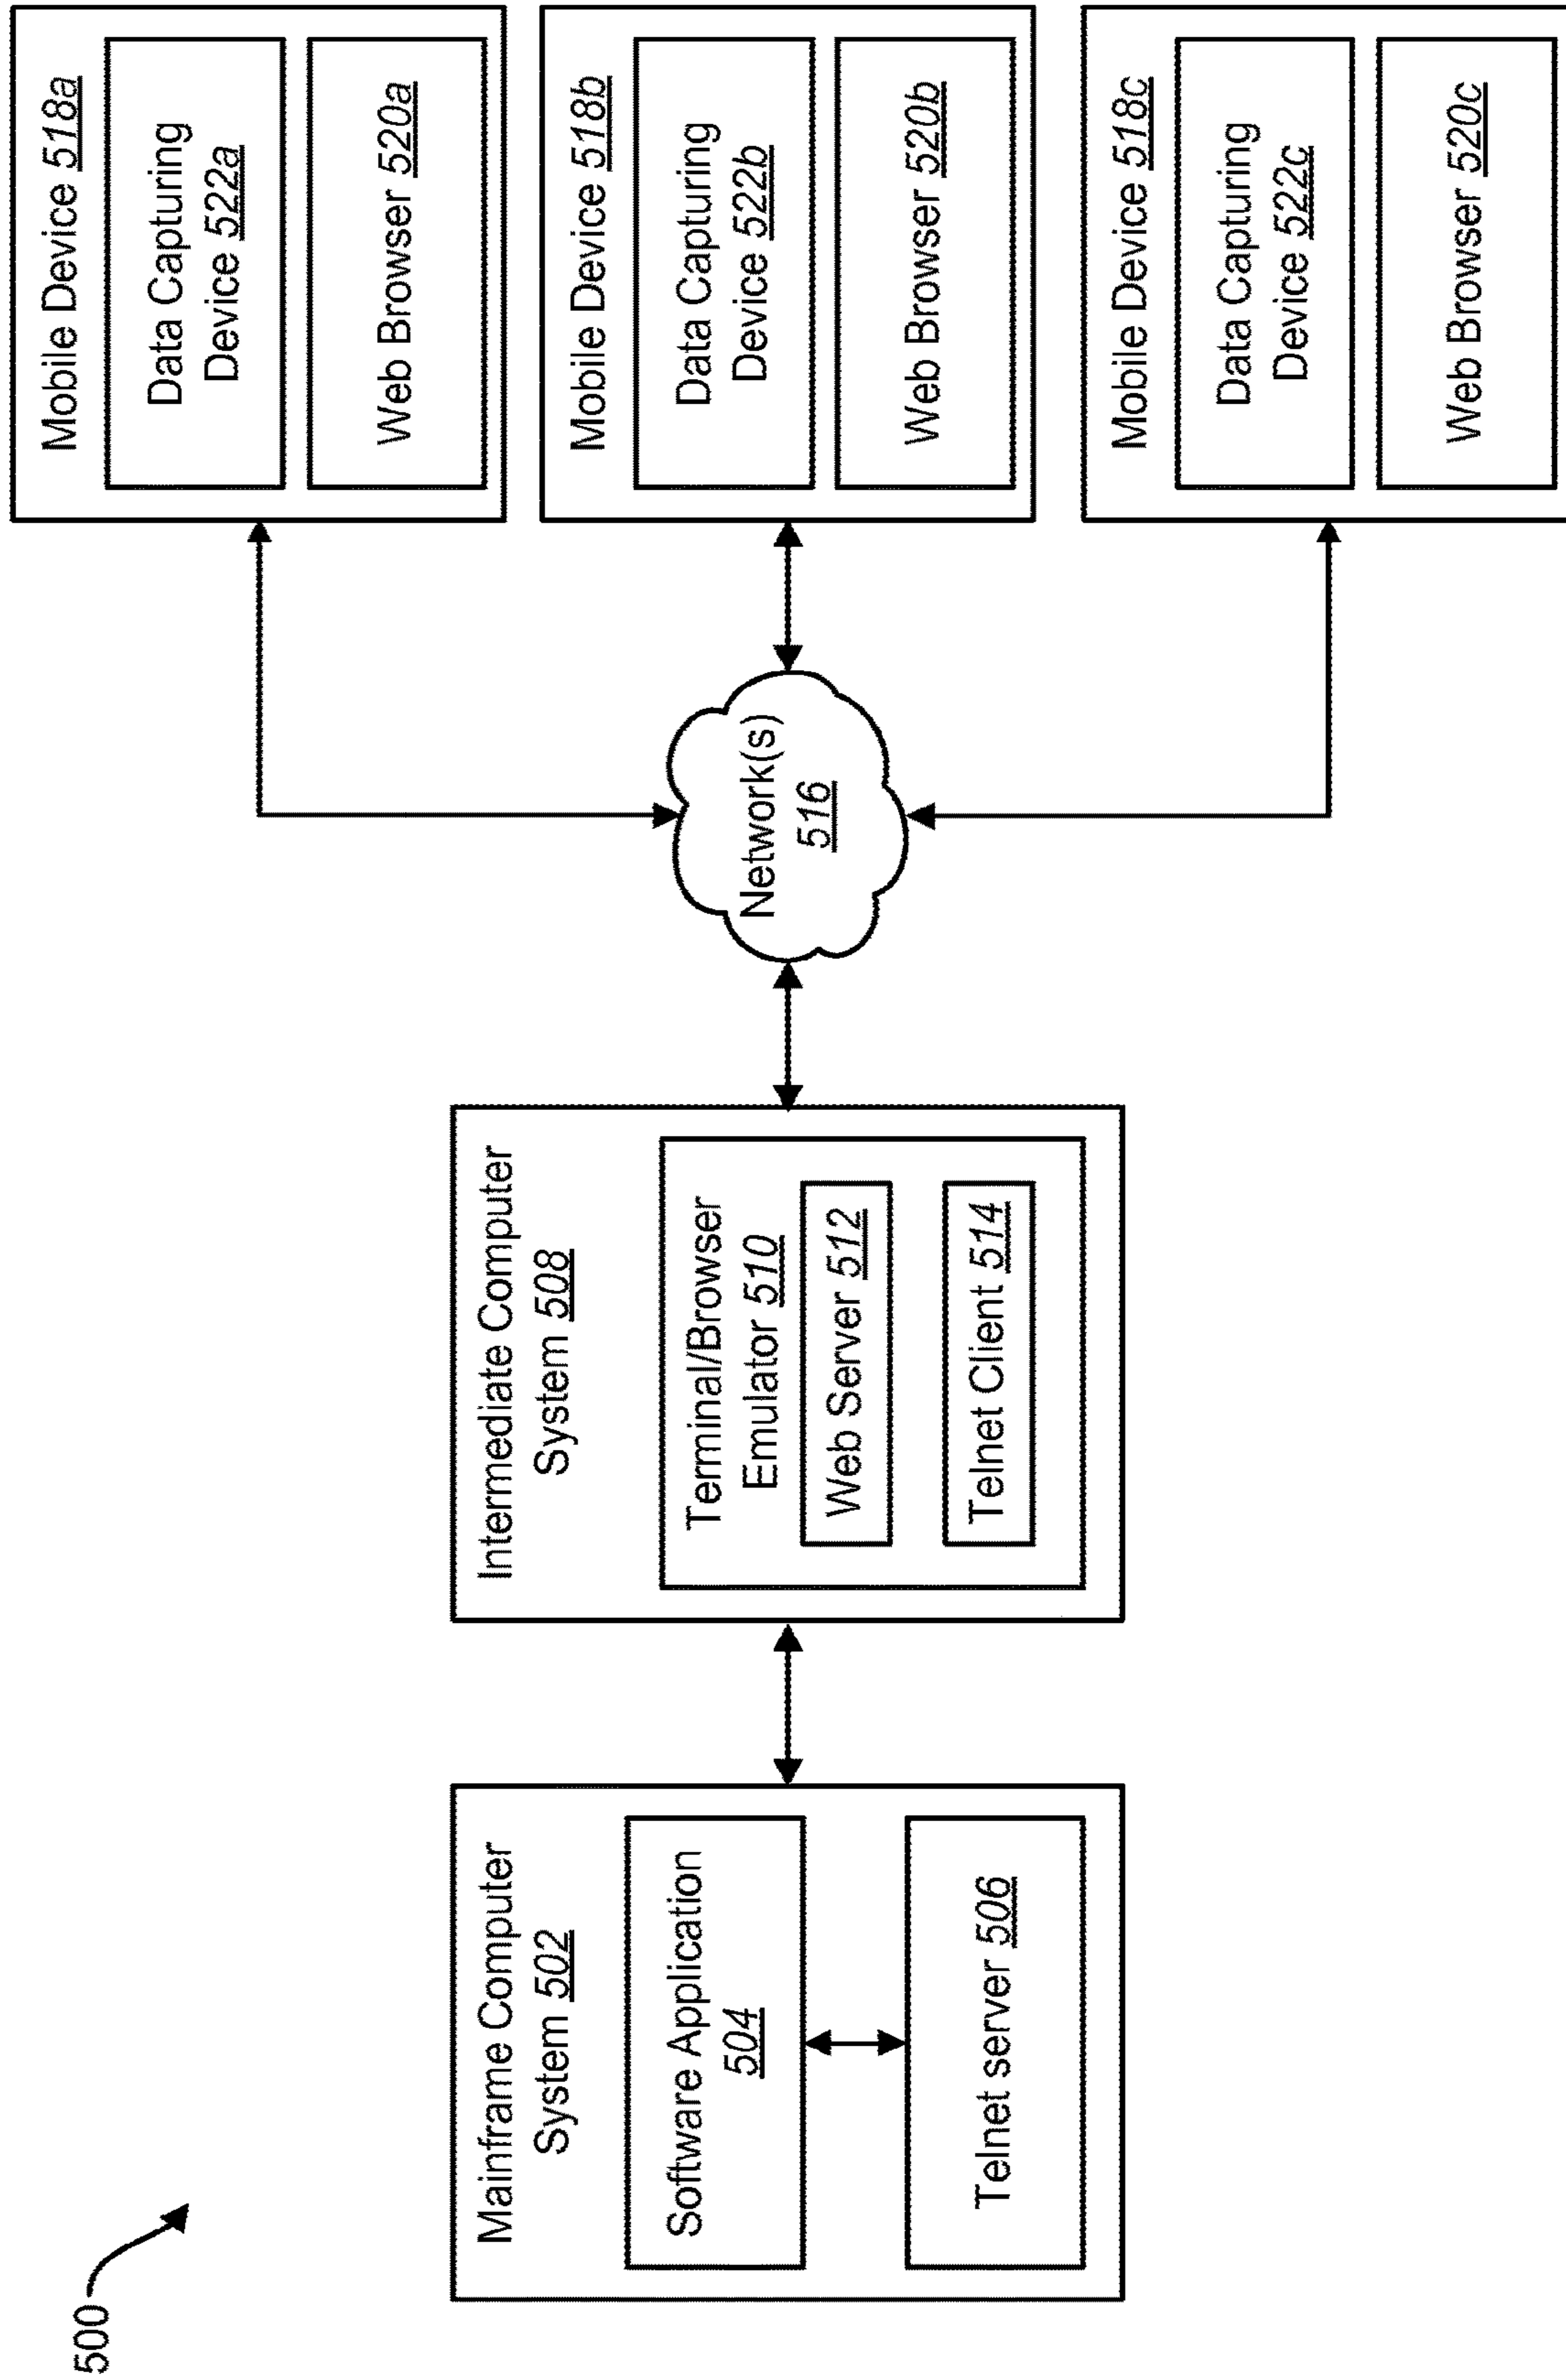 500
Mainframe Computer
System 502
Software Application
504
Telnet server 506
Intermediate Computer
System 508
Terminal/Browser
Emulator 510
Web Server 512
Telnet Client 514
Network(s)
516
Mobile Device 518a
Data Capturing
Device 522a
Web Browser 520a
Mobile Device 518b
Data Capturing
Device 522b
Web Browser 520b
Mobile Device 518c
Data Capturing
Device 522c
Web Browser 520c